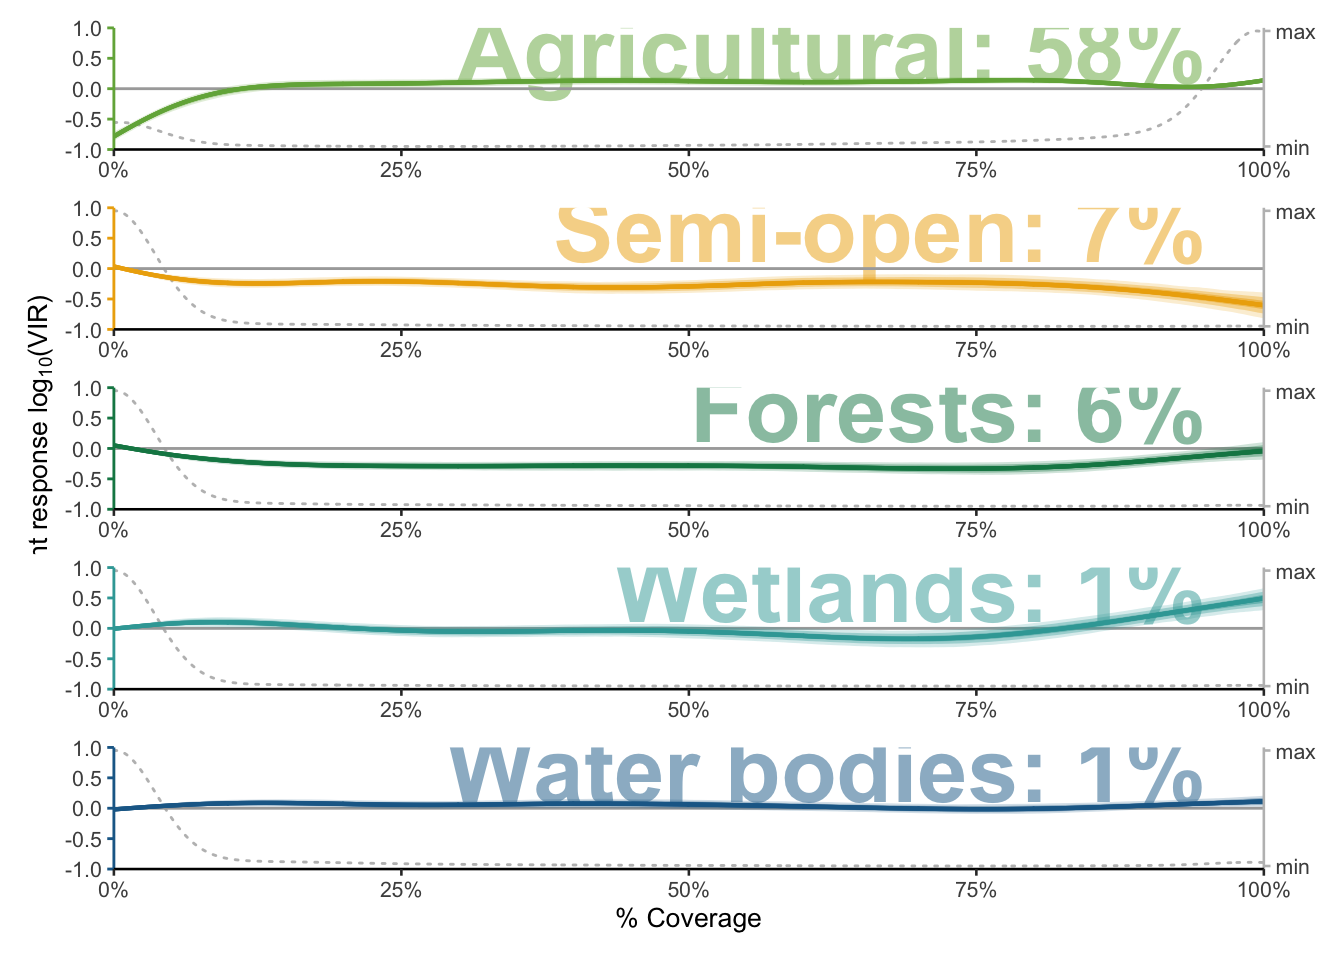 Agricultural: 58%
1.0
0.5
0.0
-0.5
-1.0
max
min
0% 25% 50% 75% 100%
Semi-open: 7%
1.0
0.5
0.0
-0.5
-1.0
max
min
0% 25% 50% 75% 100%
Forests: 6%
1.0
0.5
0.0
-0.5
-1.0
max
min
0% 25% 50% 75% 100%
Wetlands: 1%
1.0
0.5
0.0
-0.5
-1.0
max
min
0% 25% 50% 75% 100%
Water bodies: 1%
1.0
0.5
0.0
-0.5
-1.0
max
min
0% 25% 50% 75% 100%
response log₁₀(VIR)
% Coverage